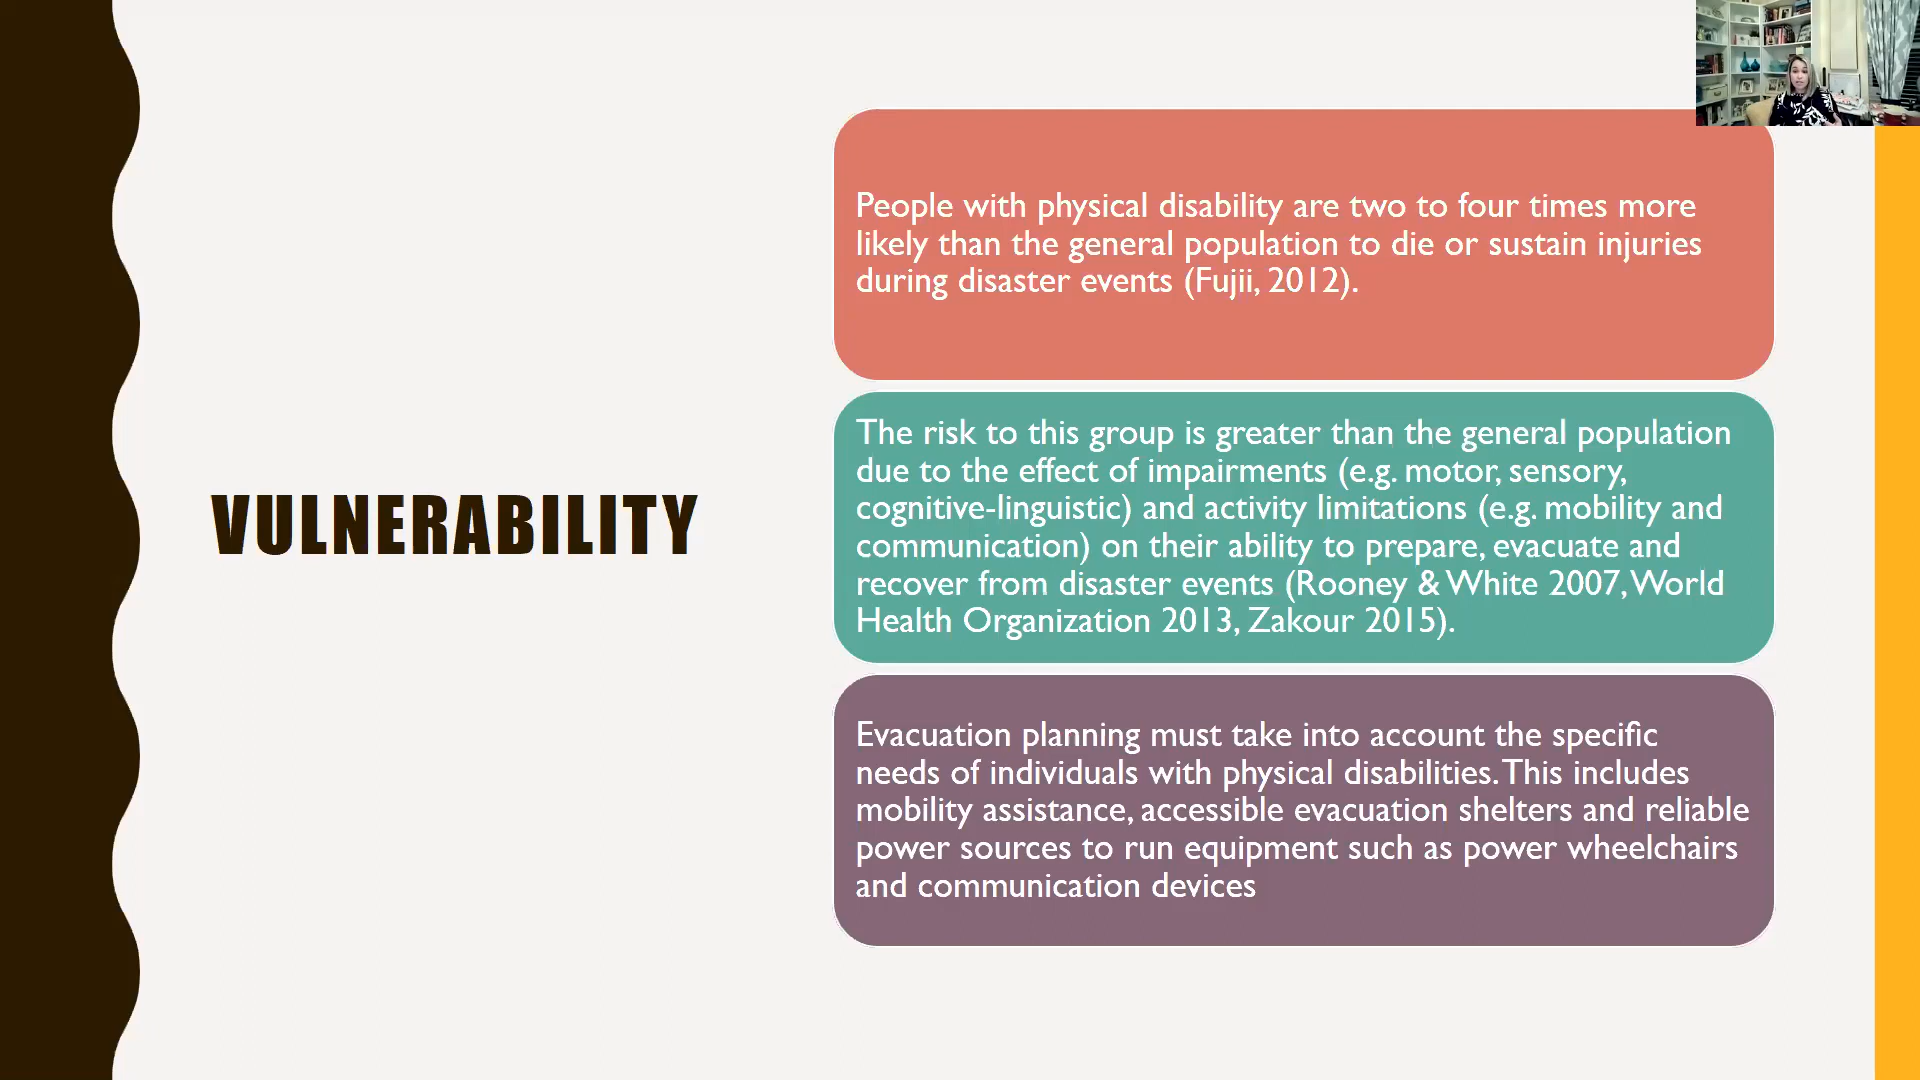 VULNERABILITY
People with physical disability are two to four times more
likely than the general population to die or sustain injuries
during disaster events (Fujii, 2012).
The risk to this group is greater than the general population
due to the effect of impairments (e.g. motor, sensory,
cognitive-linguistic) and activity limitations (e.g. mobility and
communication) on their ability to prepare, evacuate and
recover from disaster events (Rooney & White 2007, World
Health Organization 2013, Zakour 2015).
Evacuation planning must take into account the specific
needs of individuals with physical disabilities. This includes
mobility assistance, accessible evacuation shelters and reliable
power sources to run equipment such as power wheelchairs
and communication devices